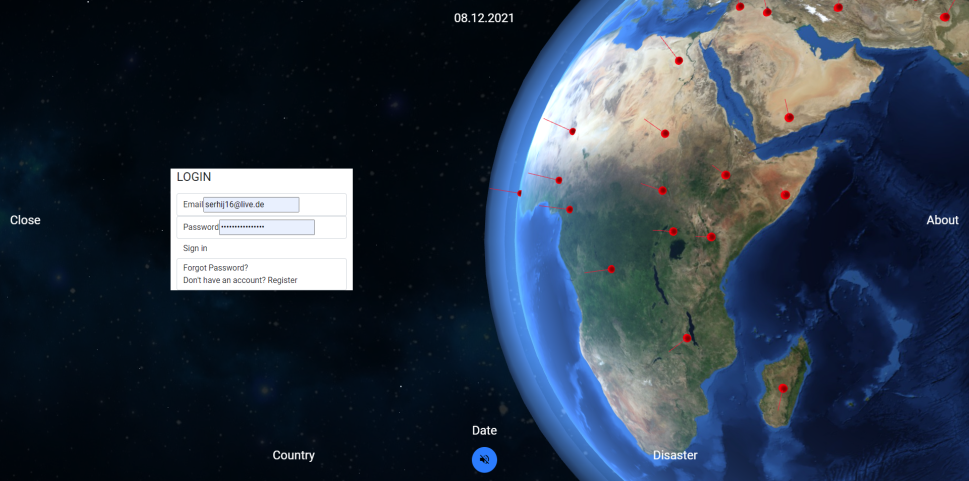 08.12.2021
LOGIN
Email serhij16@live.de
Password ••••••••••••••••
Sign in
Forgot Password?
Don't have an account? Register
Close
About
Date
Country
Disaster